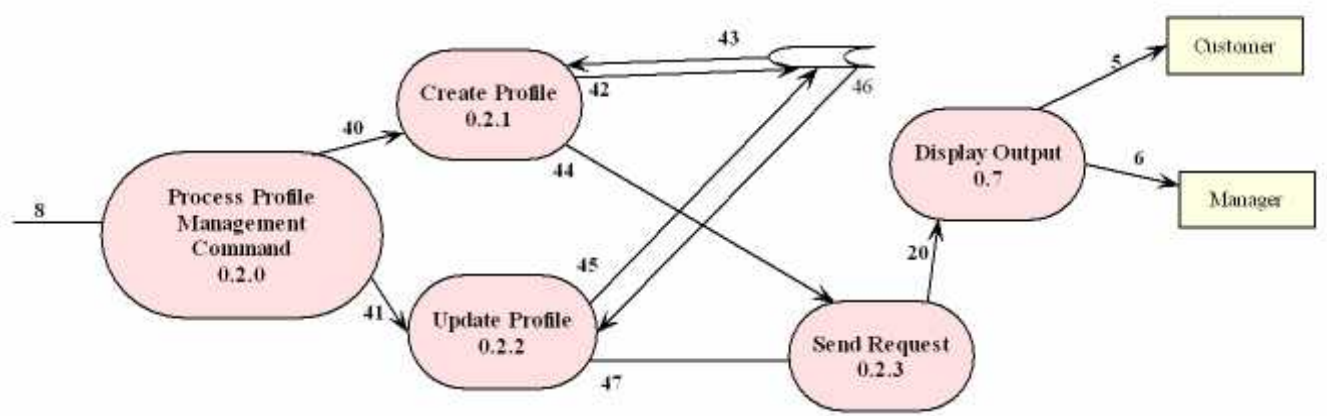 43
5
Customer
42
46
Create Profile
0.2.1
40
44
Display Output
0.7
6
Manager
8
Process Profile
Management
Command
0.2.0
20
45
41
Update Profile
0.2.2
Send Request
0.2.3
47